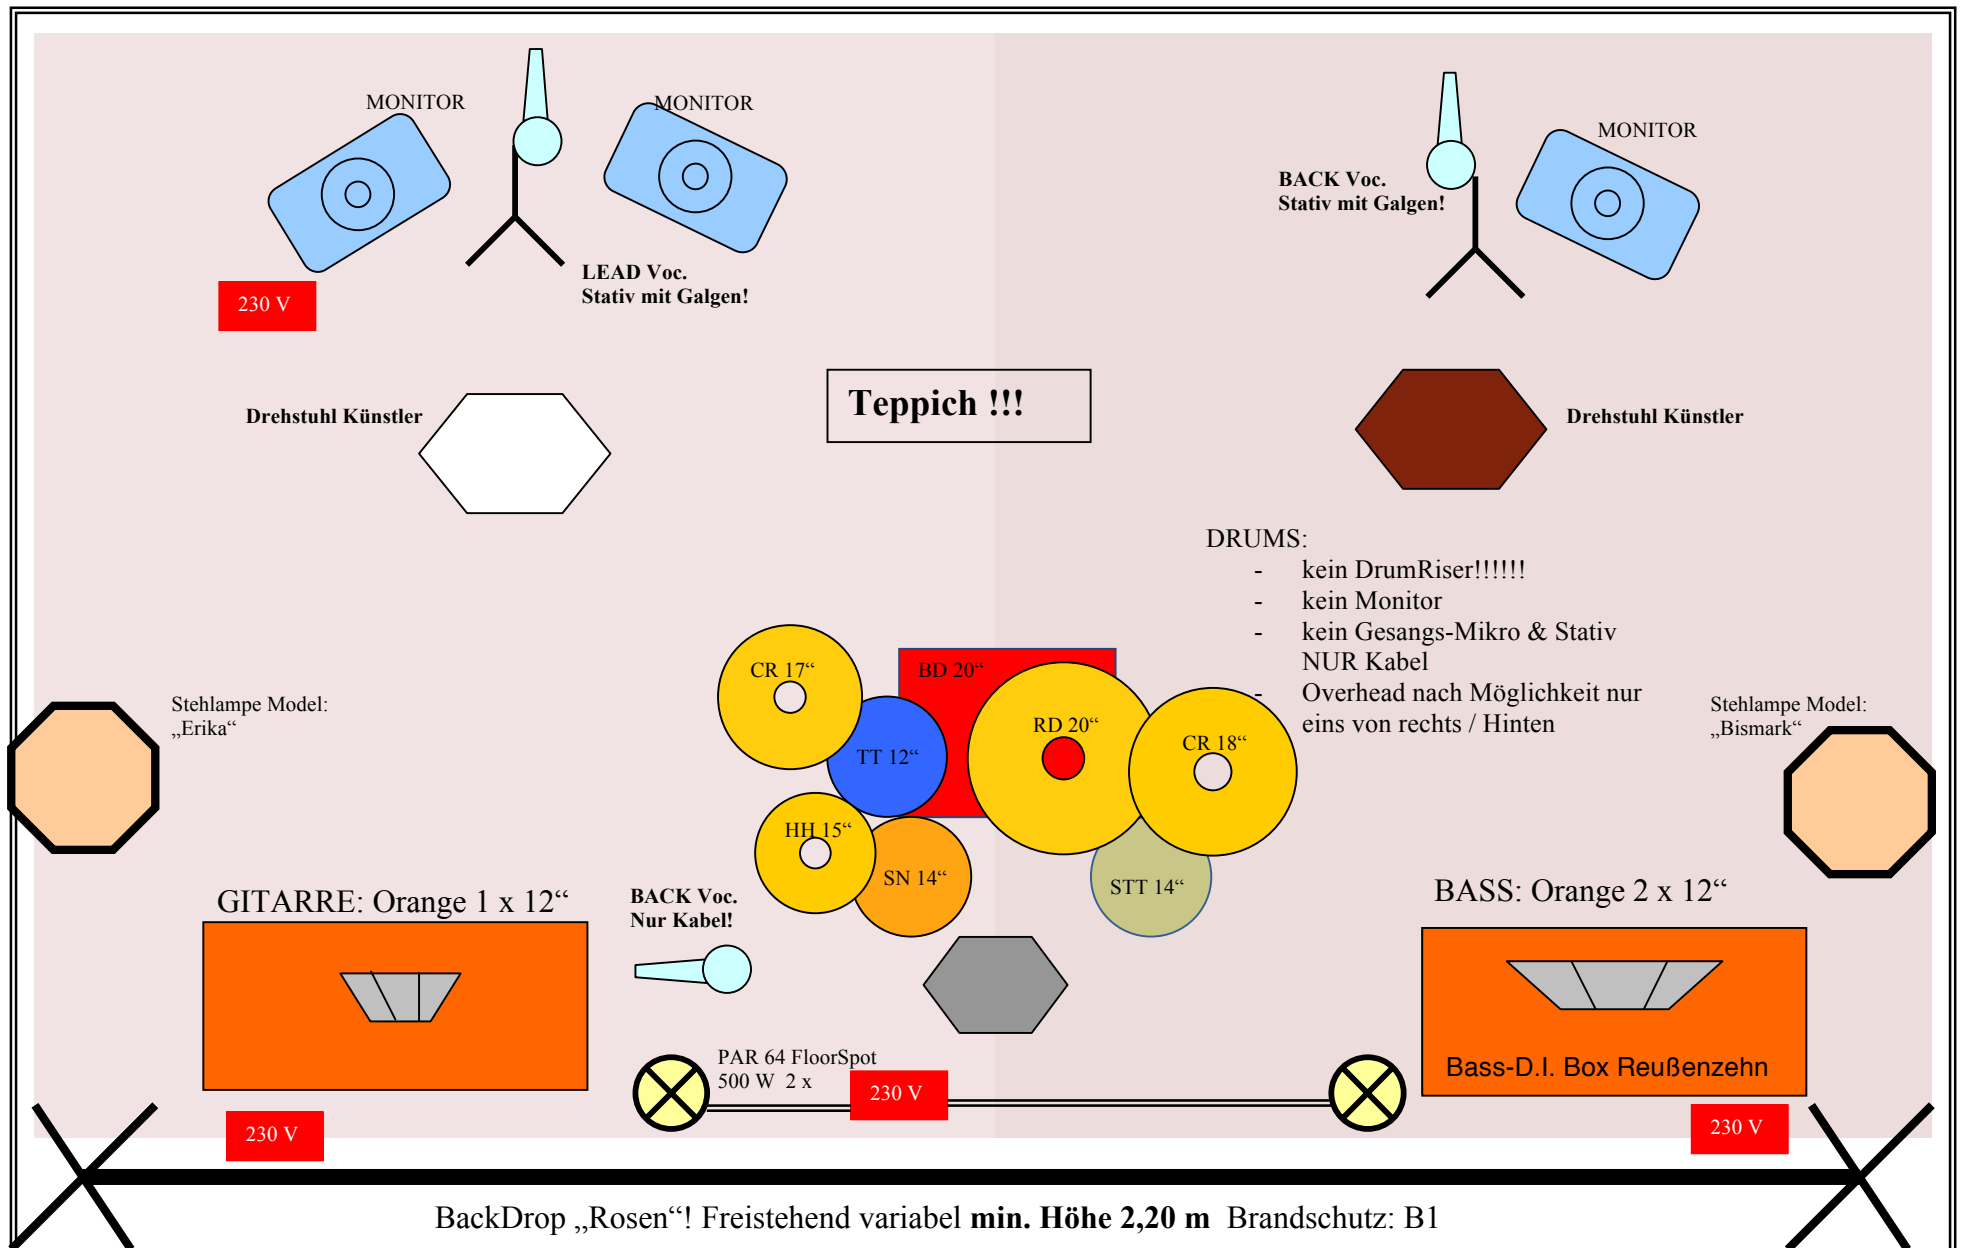 MONITOR
MONITOR
MONITOR
BACK Voc.
Stativ mit Galgen!
LEAD Voc.
Stativ mit Galgen!
230 V
Teppich !!!
Drehstuhl Künstler
Drehstuhl Künstler
DRUMS:
- kein DrumRiser!!!!!!
- kein Monitor
- kein Gesangs-Mikro & Stativ
NUR Kabel
- Overhead nach Möglichkeit nur
eins von rechts / Hinten
CR 17“
BD 20“
RD 20“
CR 18“
TT 12“
HH 15“
SN 14“
STT 14“
Stehlampe Model:
„Erika“
Stehlampe Model:
„Bismark“
GITARRE: Orange 1 x 12“
BACK Voc.
Nur Kabel!
BASS: Orange 2 x 12“
Bass-D.I. Box Reußenzehn
PAR 64 FloorSpot
500 W  2 x
230 V
230 V
230 V
BackDrop „Rosen“! Freistehend variabel min. Höhe 2,20 m  Brandschutz: B1